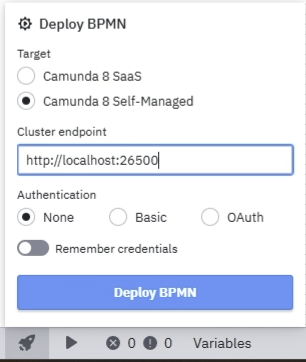 Deploy BPMN
Target
Camunda 8 SaaS
Camunda 8 Self-Managed
Cluster endpoint
http://localhost:26500
Authentication
None Basic OAuth
Remember credentials
Deploy BPMN
0 0 Variables